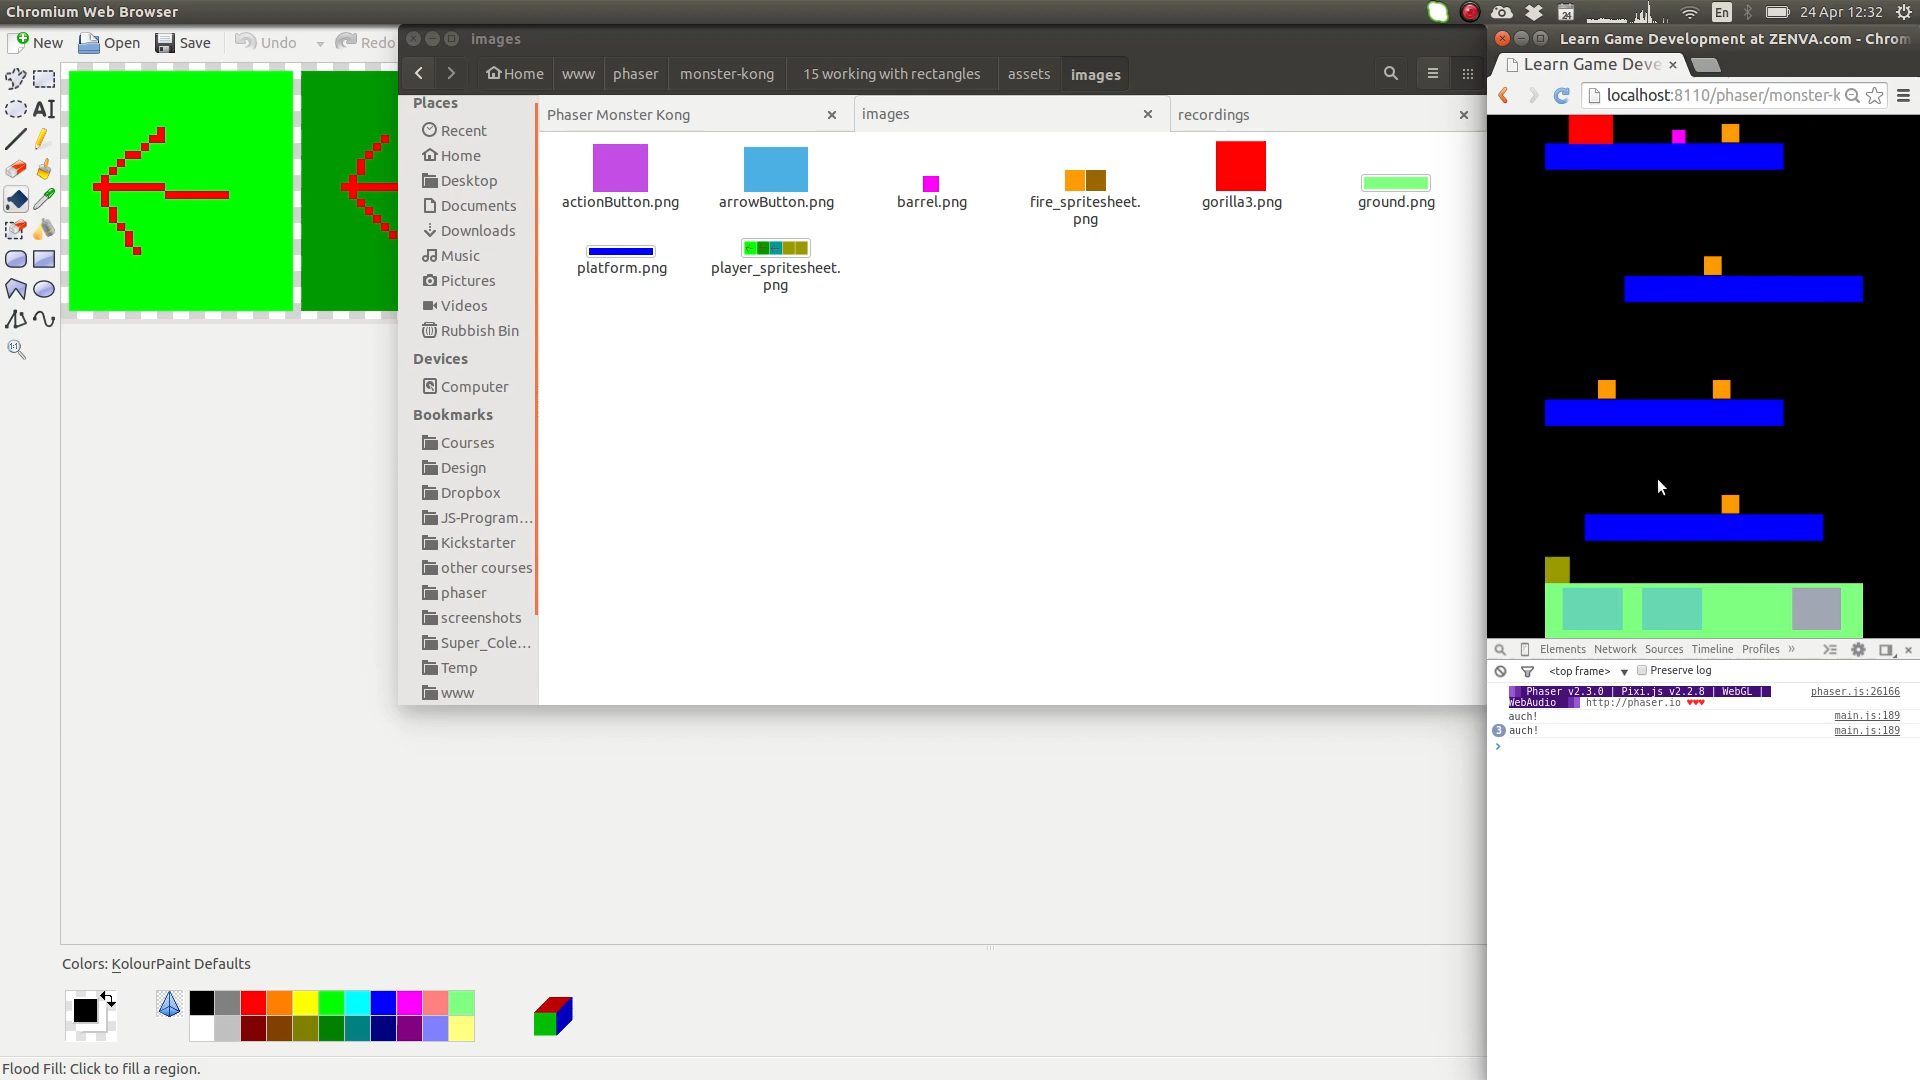 Chromium Web Browser
En
24 Apr 12:32
New
Open
Save
Undo
Redo
images
Learn Game Development at ZENVA.com - Chrom
Learn Game Deve
localhost:8110/phaser/monster-k
Home
www
phaser
monster-kong
15 working with rectangles
assets
images
Places
Recent
Home
Desktop
Documents
Downloads
Music
Pictures
Videos
Rubbish Bin
Devices
Computer
Bookmarks
Courses
Design
Dropbox
JS-Program...
Kickstarter
other courses
phaser
screenshots
Super_Cole...
Temp
www
Phaser Monster Kong
images
recordings
actionButton.png
arrowButton.png
barrel.png
fire_spritesheet.
png
gorilla3.png
ground.png
platform.png
player_spritesheet.
png
Elements Network Sources Timeline Profiles »
<top frame> ▼ Preserve log
Phaser v2.3.0 | Pixi.js v2.2.8 | WebGL |
WebAudio http://phaser.io ♥♥♥
phaser.js:26166
auch!
main.js:189
3 auch!
main.js:189
Colors: KolourPaint Defaults
Flood Fill: Click to fill a region.